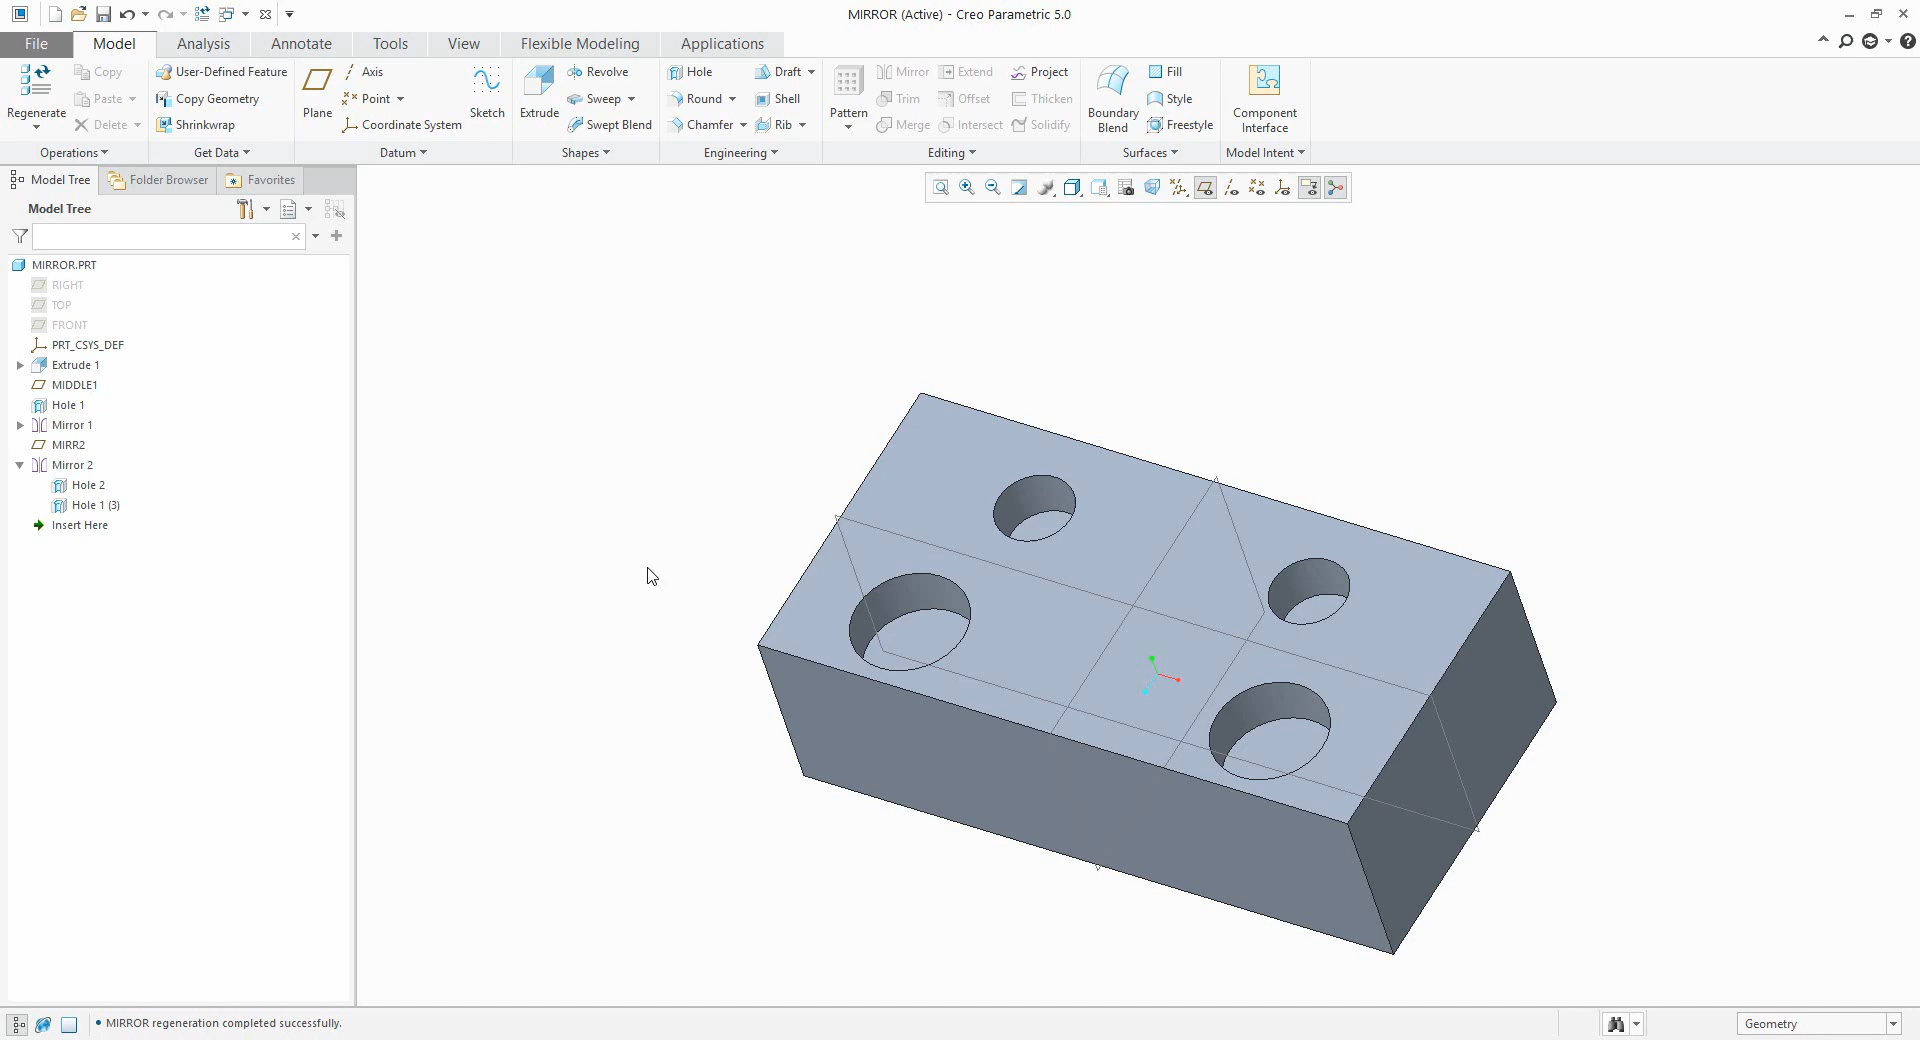 MIRROR (Active) - Creo Parametric 5.0
File Model Analysis Annotate Tools View Flexible Modeling Applications
Regenerate
Copy
Paste
Delete
Operations
User-Defined Feature
Copy Geometry
Shrinkwrap
Get Data
Plane
Axis
Point
Coordinate System
Sketch
Datum
Extrude
Revolve
Sweep
Swept Blend
Shapes
Hole
Round
Chamfer
Draft
Shell
Rib
Engineering
Pattern
Mirror
Trim
Merge
Extend
Offset
Intersect
Project
Thicken
Solidify
Editing
Boundary
Blend
Fill
Style
Freestyle
Surfaces
Component
Interface
Model Intent
Model Tree Folder Browser Favorites
Model Tree
MIRROR.PRT
RIGHT
TOP
FRONT
PRT_CSYS_DEF
Extrude 1
MIDDLE1
Hole 1
Mirror 1
MIRR2
Mirror 2
Hole 2
Hole 1 (3)
Insert Here
• MIRROR regeneration completed successfully.
Geometry